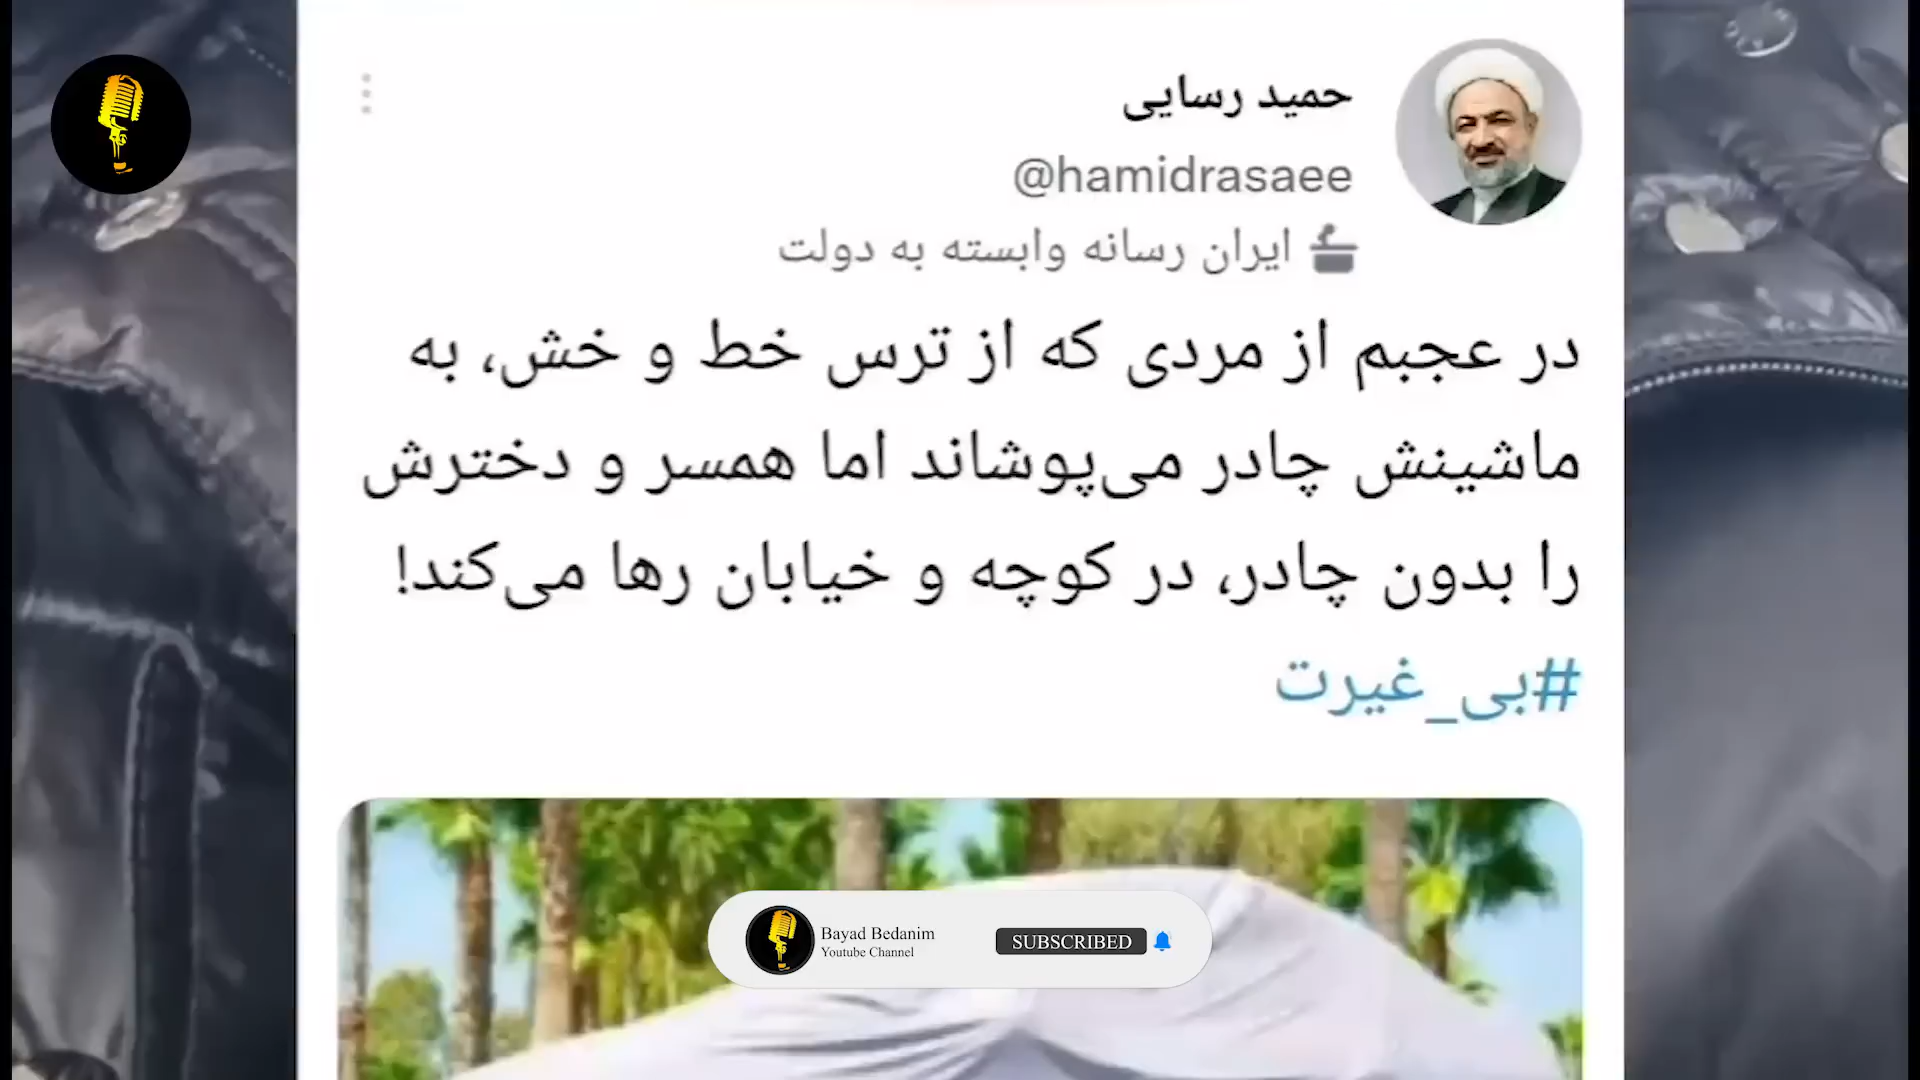 حمید رسایی
@hamidrasaee
ایران رسانه وابسته به دولت
در عجبم از مردی که از ترس خط و خش، به
ماشینش چادر می‌پوشاند اما همسر و دخترش
را بدون چادر، در کوچه و خیابان رها می‌کند!
#بی_غیرت
Bayad Bedanim
Youtube Channel
SUBSCRIBED